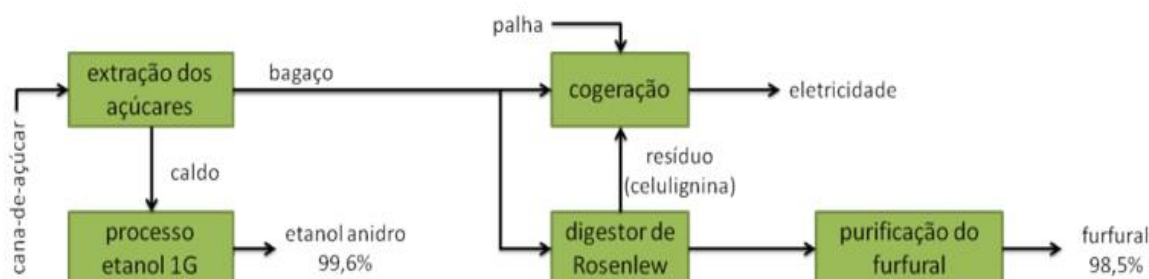 palha
extração dos
açúcares
bagaço
cogeração
eletricidade
cana-de-açúcar
caldo
resíduo
(celulignina)
processo
etanol 1G
etanol anidro
99,6%
digestor de
Rosenlew
purificação do
furfural
furfural
98,5%